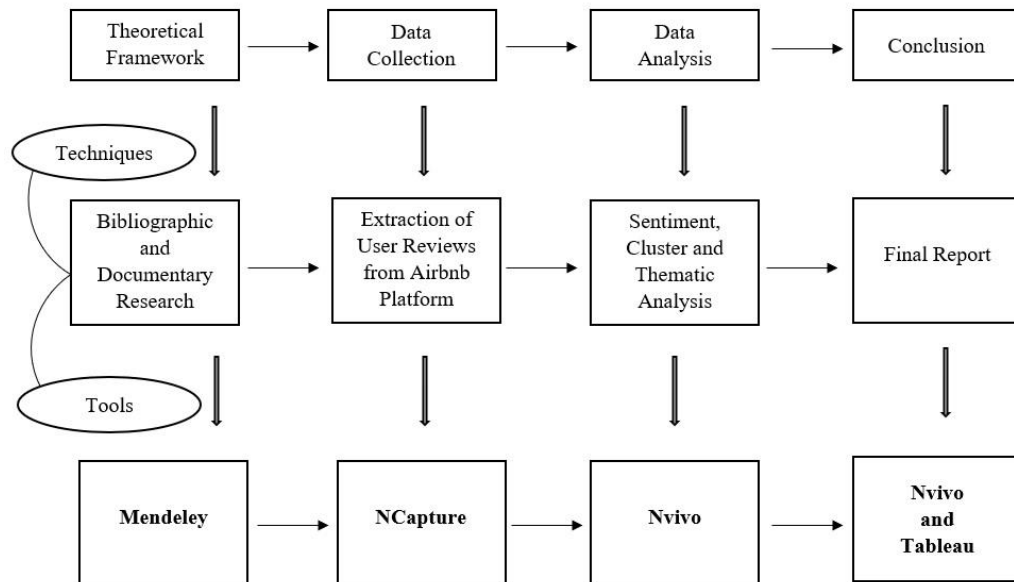 Theoretical
Framework
Data
Collection
Data
Analysis
Conclusion
Techniques
Bibliographic
and
Documentary
Research
Extraction of
User Reviews
from Airbnb
Platform
Sentiment,
Cluster and
Thematic
Analysis
Final Report
Tools
Mendeley
NCapture
Nvivo
Nvivo
and
Tableau